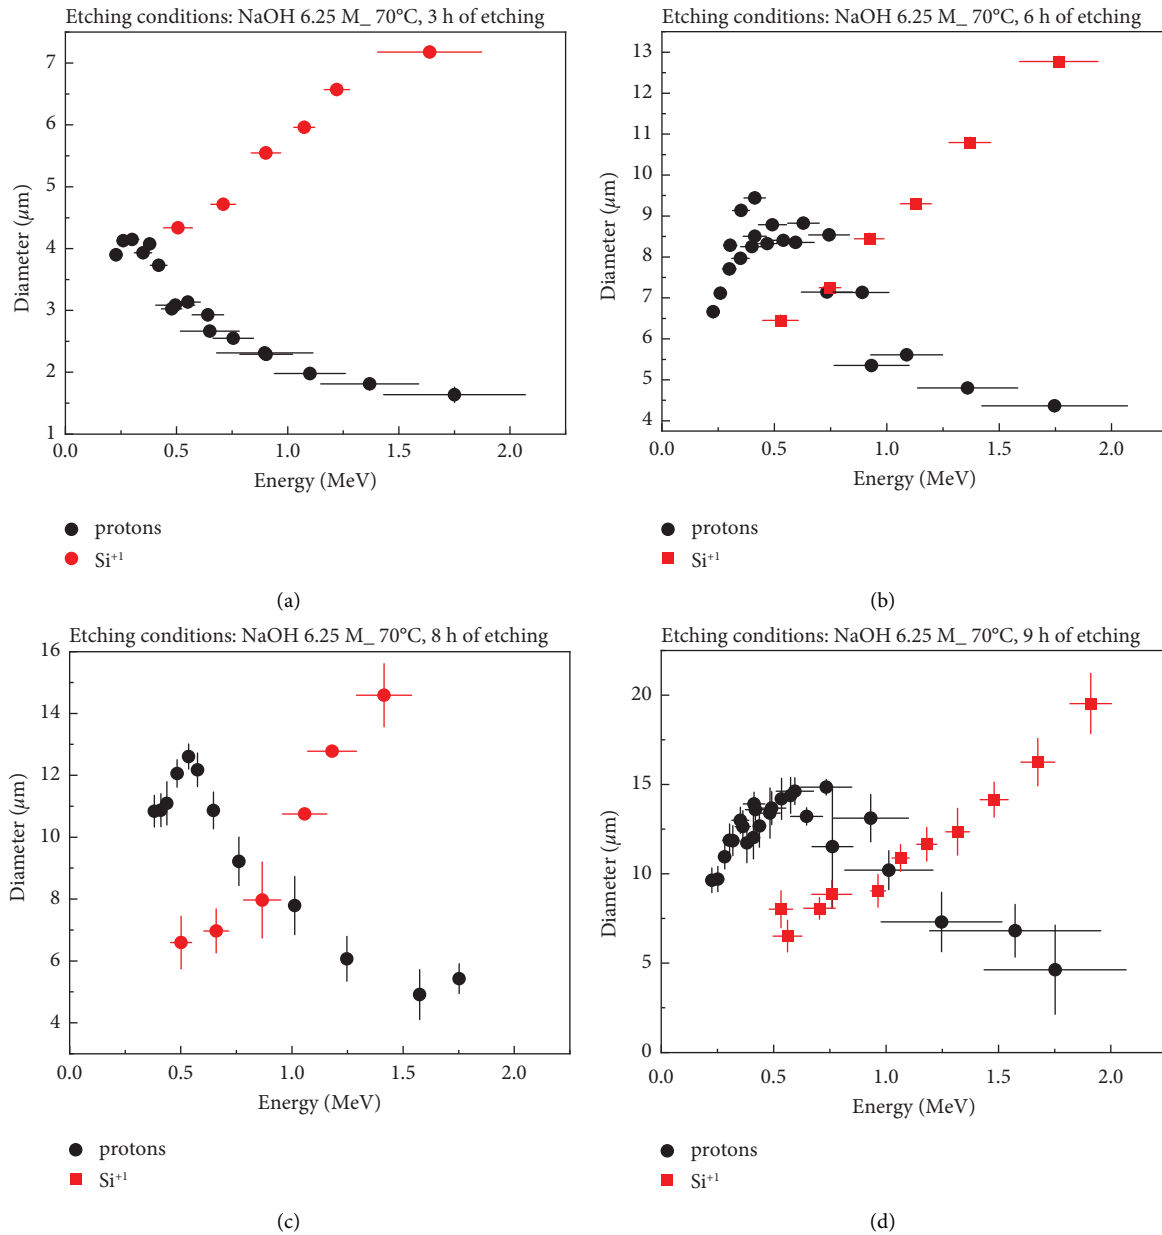 Etching conditions: NaOH 6.25 M_ 70°C, 3 h of etching
7
6
5
4
3
2
1
Diameter (μm)
0.0 0.5 1.0 1.5 2.0
Energy (MeV)
protons
Si+1
(a)
Etching conditions: NaOH 6.25 M_ 70°C, 6 h of etching
13
12
11
10
9
8
7
6
5
4
Diameter (μm)
0.0 0.5 1.0 1.5 2.0
Energy (MeV)
protons
Si+1
(b)
Etching conditions: NaOH 6.25 M_ 70°C, 8 h of etching
16
14
12
10
8
6
4
Diameter (μm)
0.0 0.5 1.0 1.5 2.0
Energy (MeV)
protons
Si+1
(c)
Etching conditions: NaOH 6.25 M_ 70°C, 9 h of etching
20
15
10
5
0
Diameter (μm)
0.0 0.5 1.0 1.5 2.0
Energy (MeV)
protons
Si+1
(d)